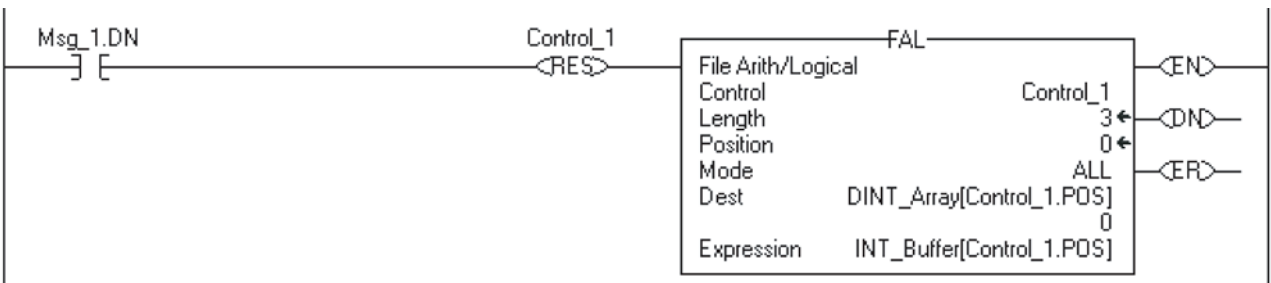 Msg_1.DN
Control_1
RES
FAL
File Arith/Logical
Control Control_1
Length 3
Position 0
Mode ALL
Dest DINT_Array[Control_1.POS]
0
Expression INT_Buffer[Control_1.POS]
EN
DN
ER